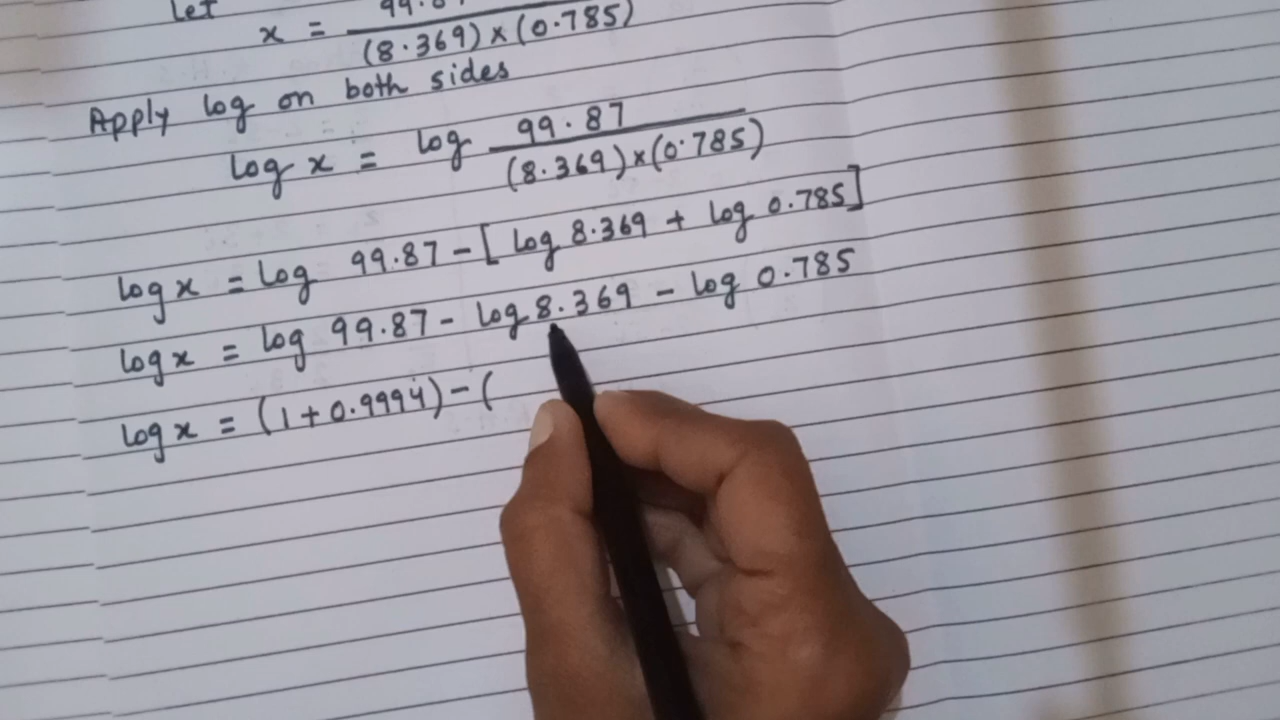 Let
x = 99.87 / (8.369)×(0.785)
Apply log on both sides
log x = log 99.87 / (8.369)×(0.785)
log x = log 99.87 - [ log 8.369 + log 0.785]
log x = log 99.87 - log 8.369 - log 0.785
log x = (1+0.9994) - (